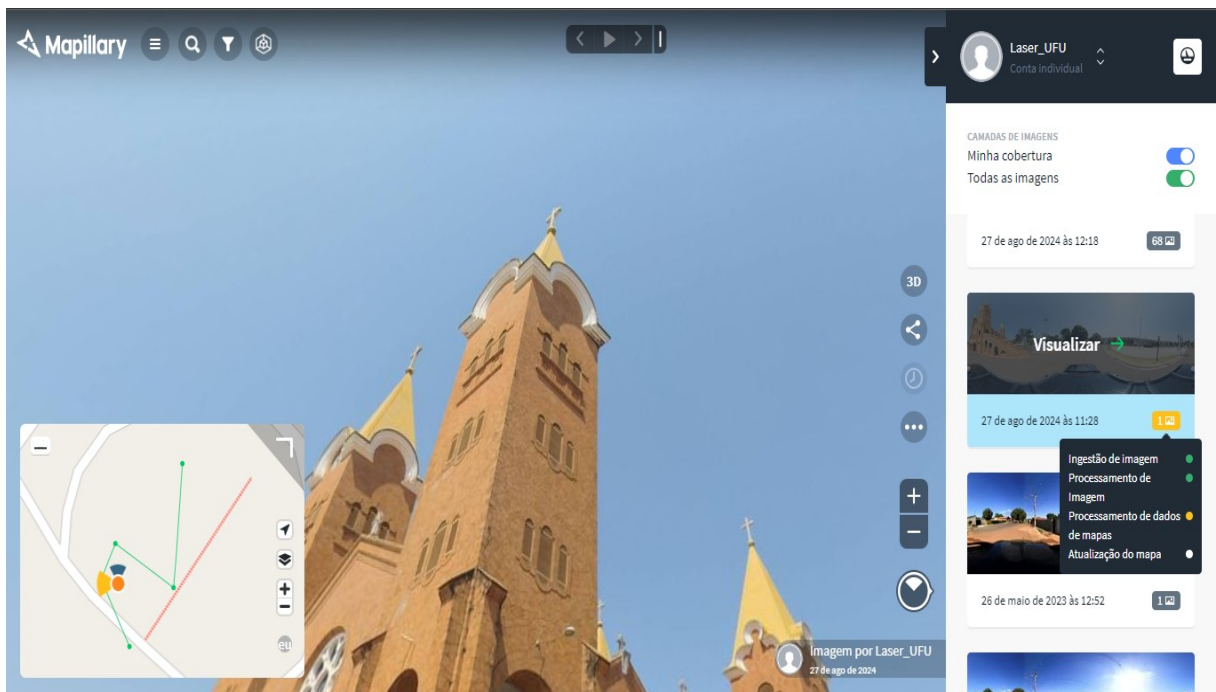 Mapillary
Laser_UFU
Conta individual
CAMADAS DE IMAGENS
Minha cobertura
Todas as imagens
27 de ago de 2024 às 12:18
68
3D
Visualizar →
27 de ago de 2024 às 11:28
1
Ingestão de imagem
Processamento de
Imagem
Processamento de dados
de mapas
Atualização do mapa
26 de maio de 2023 às 12:52
1
eu
Imagem por Laser_UFU
27 de ago de 2024